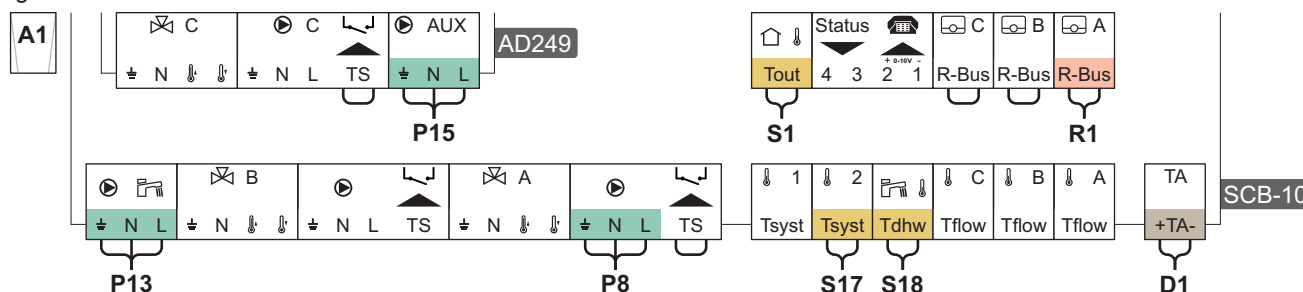 A1
C C AUX AD249
⏚ N ⏚ N L TS ⏚ N L
P15
Status C B A
+ 0-10V -
Tout 4 3 2 1 R-Bus R-Bus R-Bus
S1 R1
B A
⏚ N ⏚ N L ⏚ N L TS ⏚ N ⏚ N L TS
P13 P8
1 2 C B A TA SCB-10
Tsyst Tsyst Tdhw Tflow Tflow Tflow +TA-
S17 S18 D1